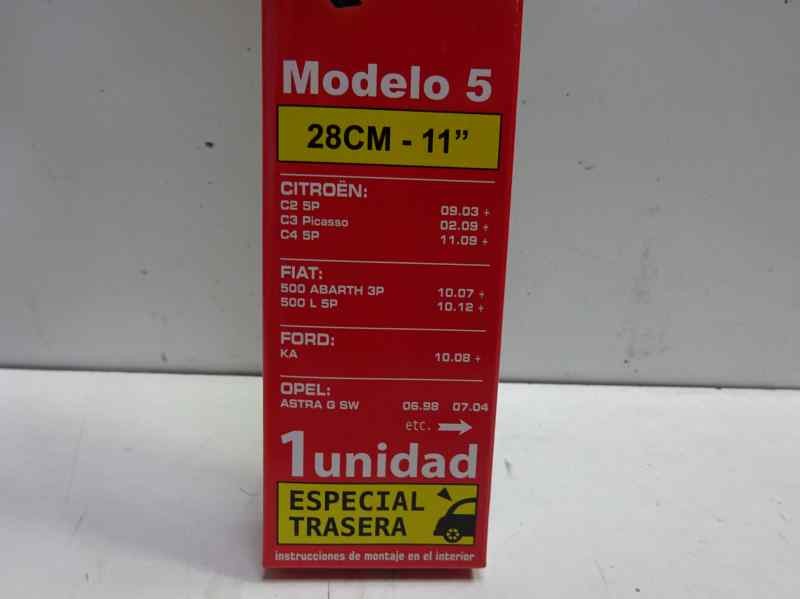 Modelo 5
28CM - 11”
CITROËN:
C2 5P 09.03 +
C3 Picasso 02.09 +
C4 5P 11.09 +
FIAT:
500 ABARTH 3P 10.07 +
500 L 5P 10.12 +
FORD:
KA 10.08 +
OPEL:
ASTRA G SW 06.98 07.04
etc.
1 unidad
ESPECIAL
TRASERA
instrucciones de montaje en el interior